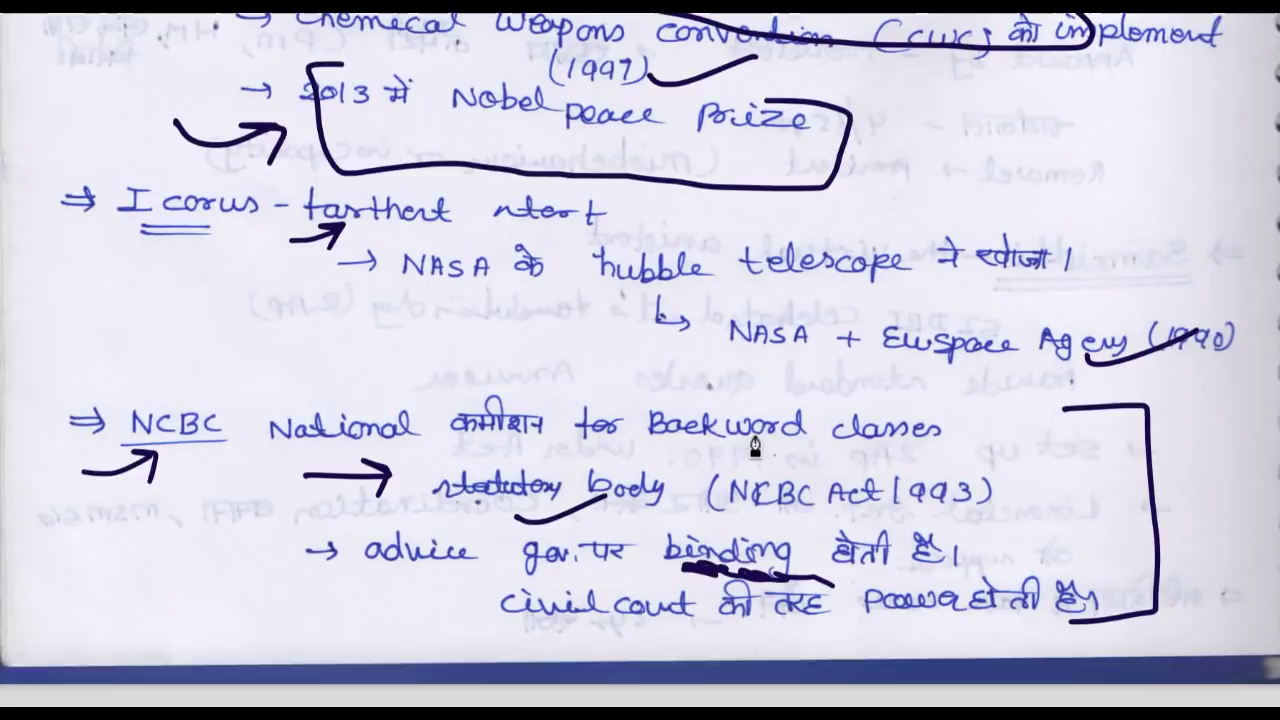 → Chemical Weapons Convention (CWC) को implement
(1997)
→ 2013 में Nobel Peace Prize
⇒ Icorus - farthest star
→ NASA के hubble telescope ने खोजा।
↳ NASA + Euspace Agency (1990)
⇒ NCBC National कमीशन for Backword classes
statutory body (NCBC Act 1993)
→ advice gov. पर binding होती है।
civil court की तरह power होती है।